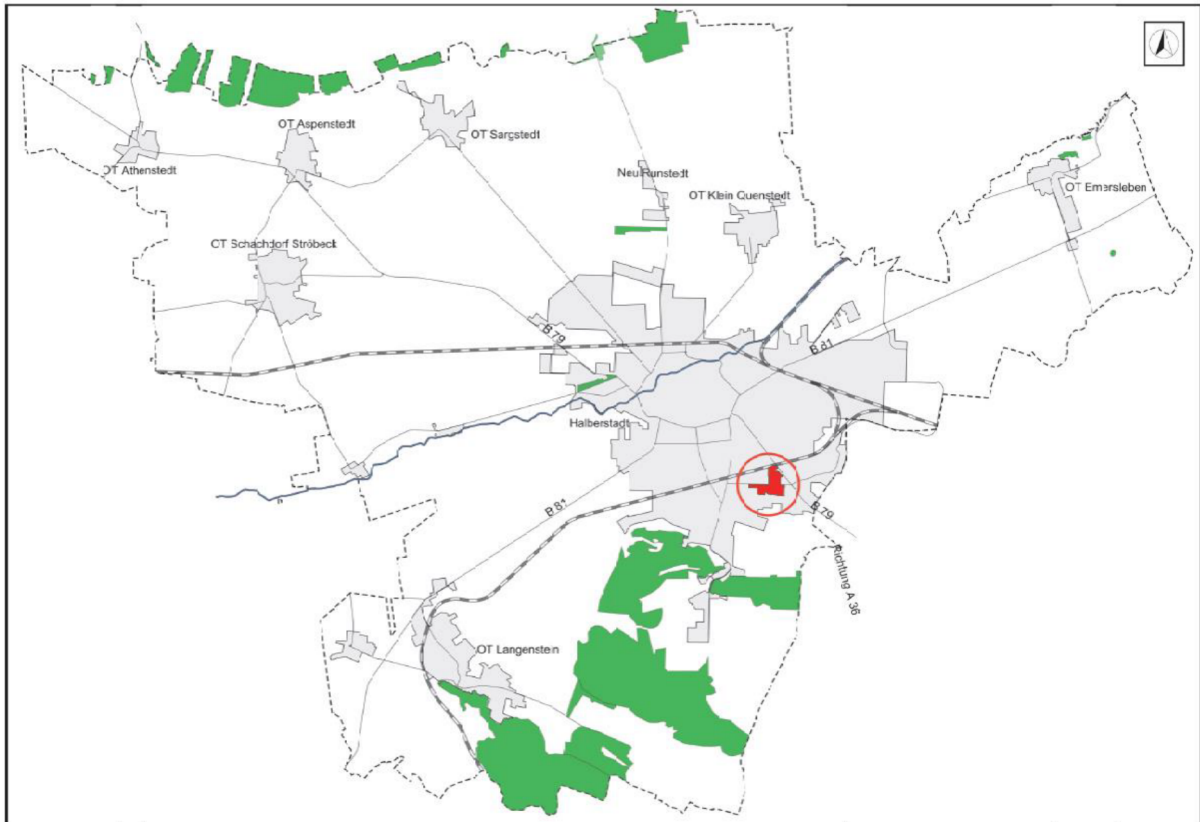 OT Aspenstedt
OT Sargstedt
OT Athenstedt
Neu Runstedt
OT Klein Quenstedt
OT Emersleben
OT Schachdorf Ströbeck
B 79
B 81
Halberstadt
B 81
B 79
Richtung A 36
OT Langenstein